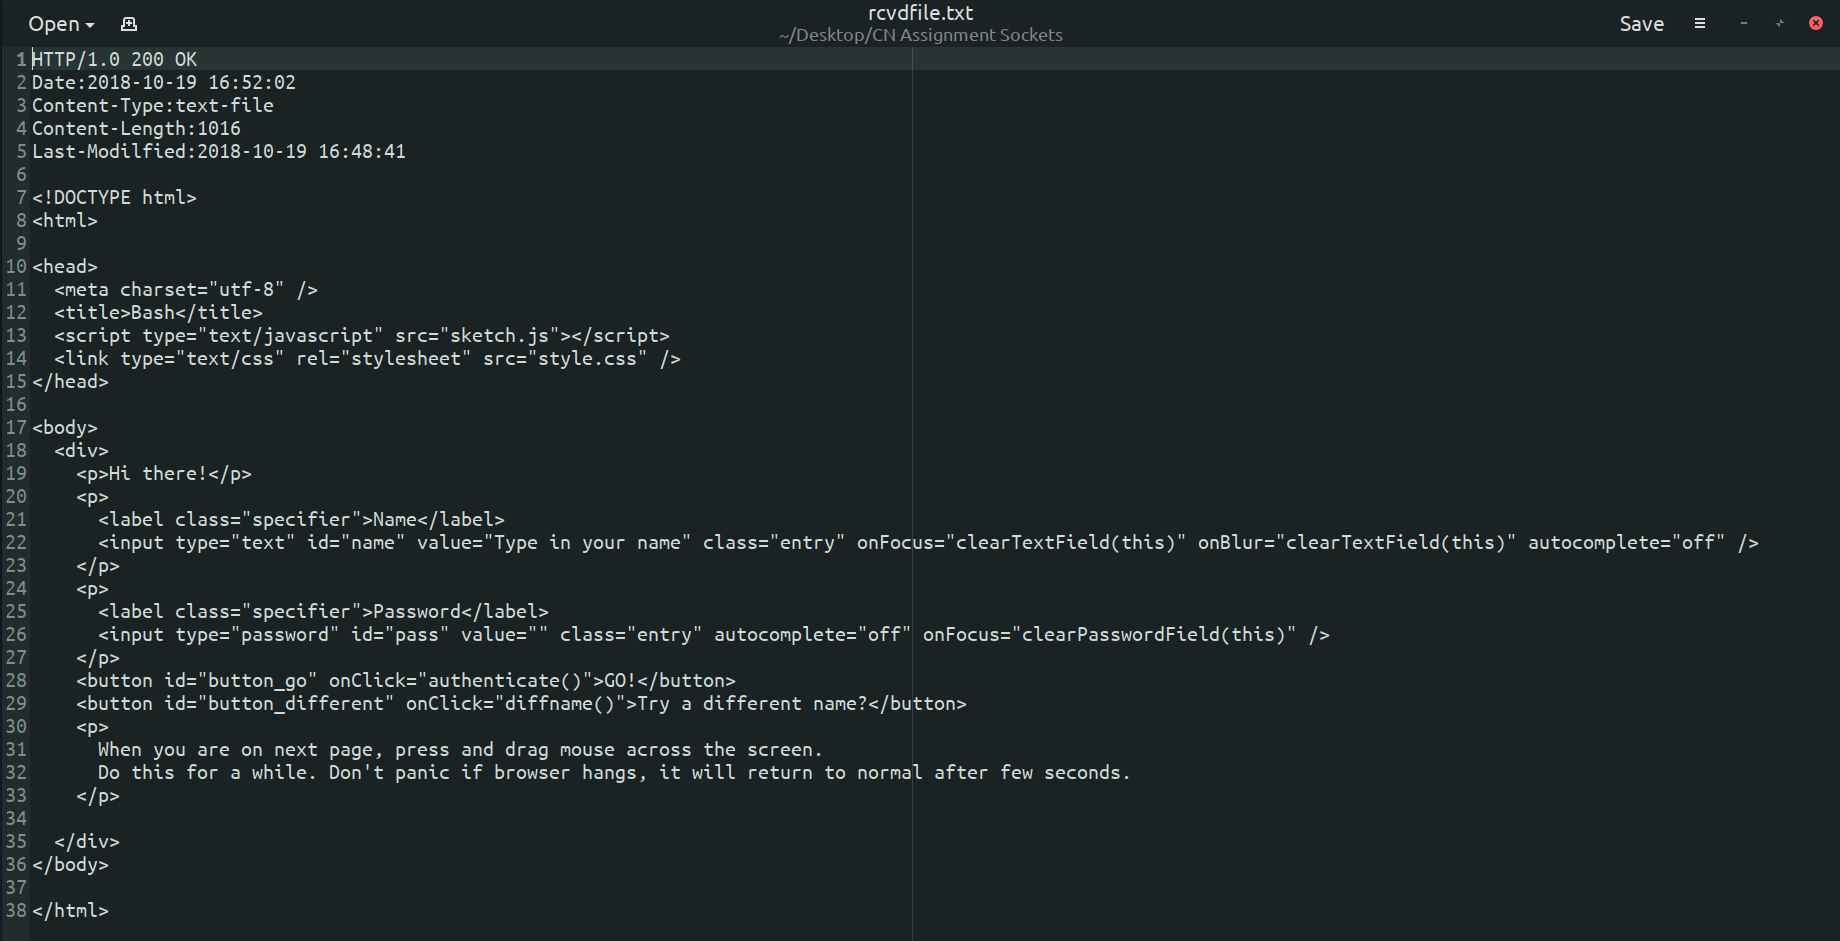 Open
rcvdfile.txt
~/Desktop/CN Assignment Sockets
Save
1 HTTP/1.0 200 OK
2 Date:2018-10-19 16:52:02
3 Content-Type:text-file
4 Content-Length:1016
5 Last-Modilfied:2018-10-19 16:48:41
6
7 <!DOCTYPE html>
8 <html>
9
10 <head>
11   <meta charset="utf-8" />
12   <title>Bash</title>
13   <script type="text/javascript" src="sketch.js"></script>
14   <link type="text/css" rel="stylesheet" src="style.css" />
15 </head>
16
17 <body>
18   <div>
19     <p>Hi there!</p>
20     <p>
21       <label class="specifier">Name</label>
22       <input type="text" id="name" value="Type in your name" class="entry" onFocus="clearTextField(this)" onBlur="clearTextField(this)" autocomplete="off" />
23     </p>
24     <p>
25       <label class="specifier">Password</label>
26       <input type="password" id="pass" value="" class="entry" autocomplete="off" onFocus="clearPasswordField(this)" />
27     </p>
28     <button id="button_go" onClick="authenticate()">GO!</button>
29     <button id="button_different" onClick="diffname()">Try a different name?</button>
30     <p>
31       When you are on next page, press and drag mouse across the screen.
32       Do this for a while. Don't panic if browser hangs, it will return to normal after few seconds.
33     </p>
34
35   </div>
36 </body>
37
38 </html>